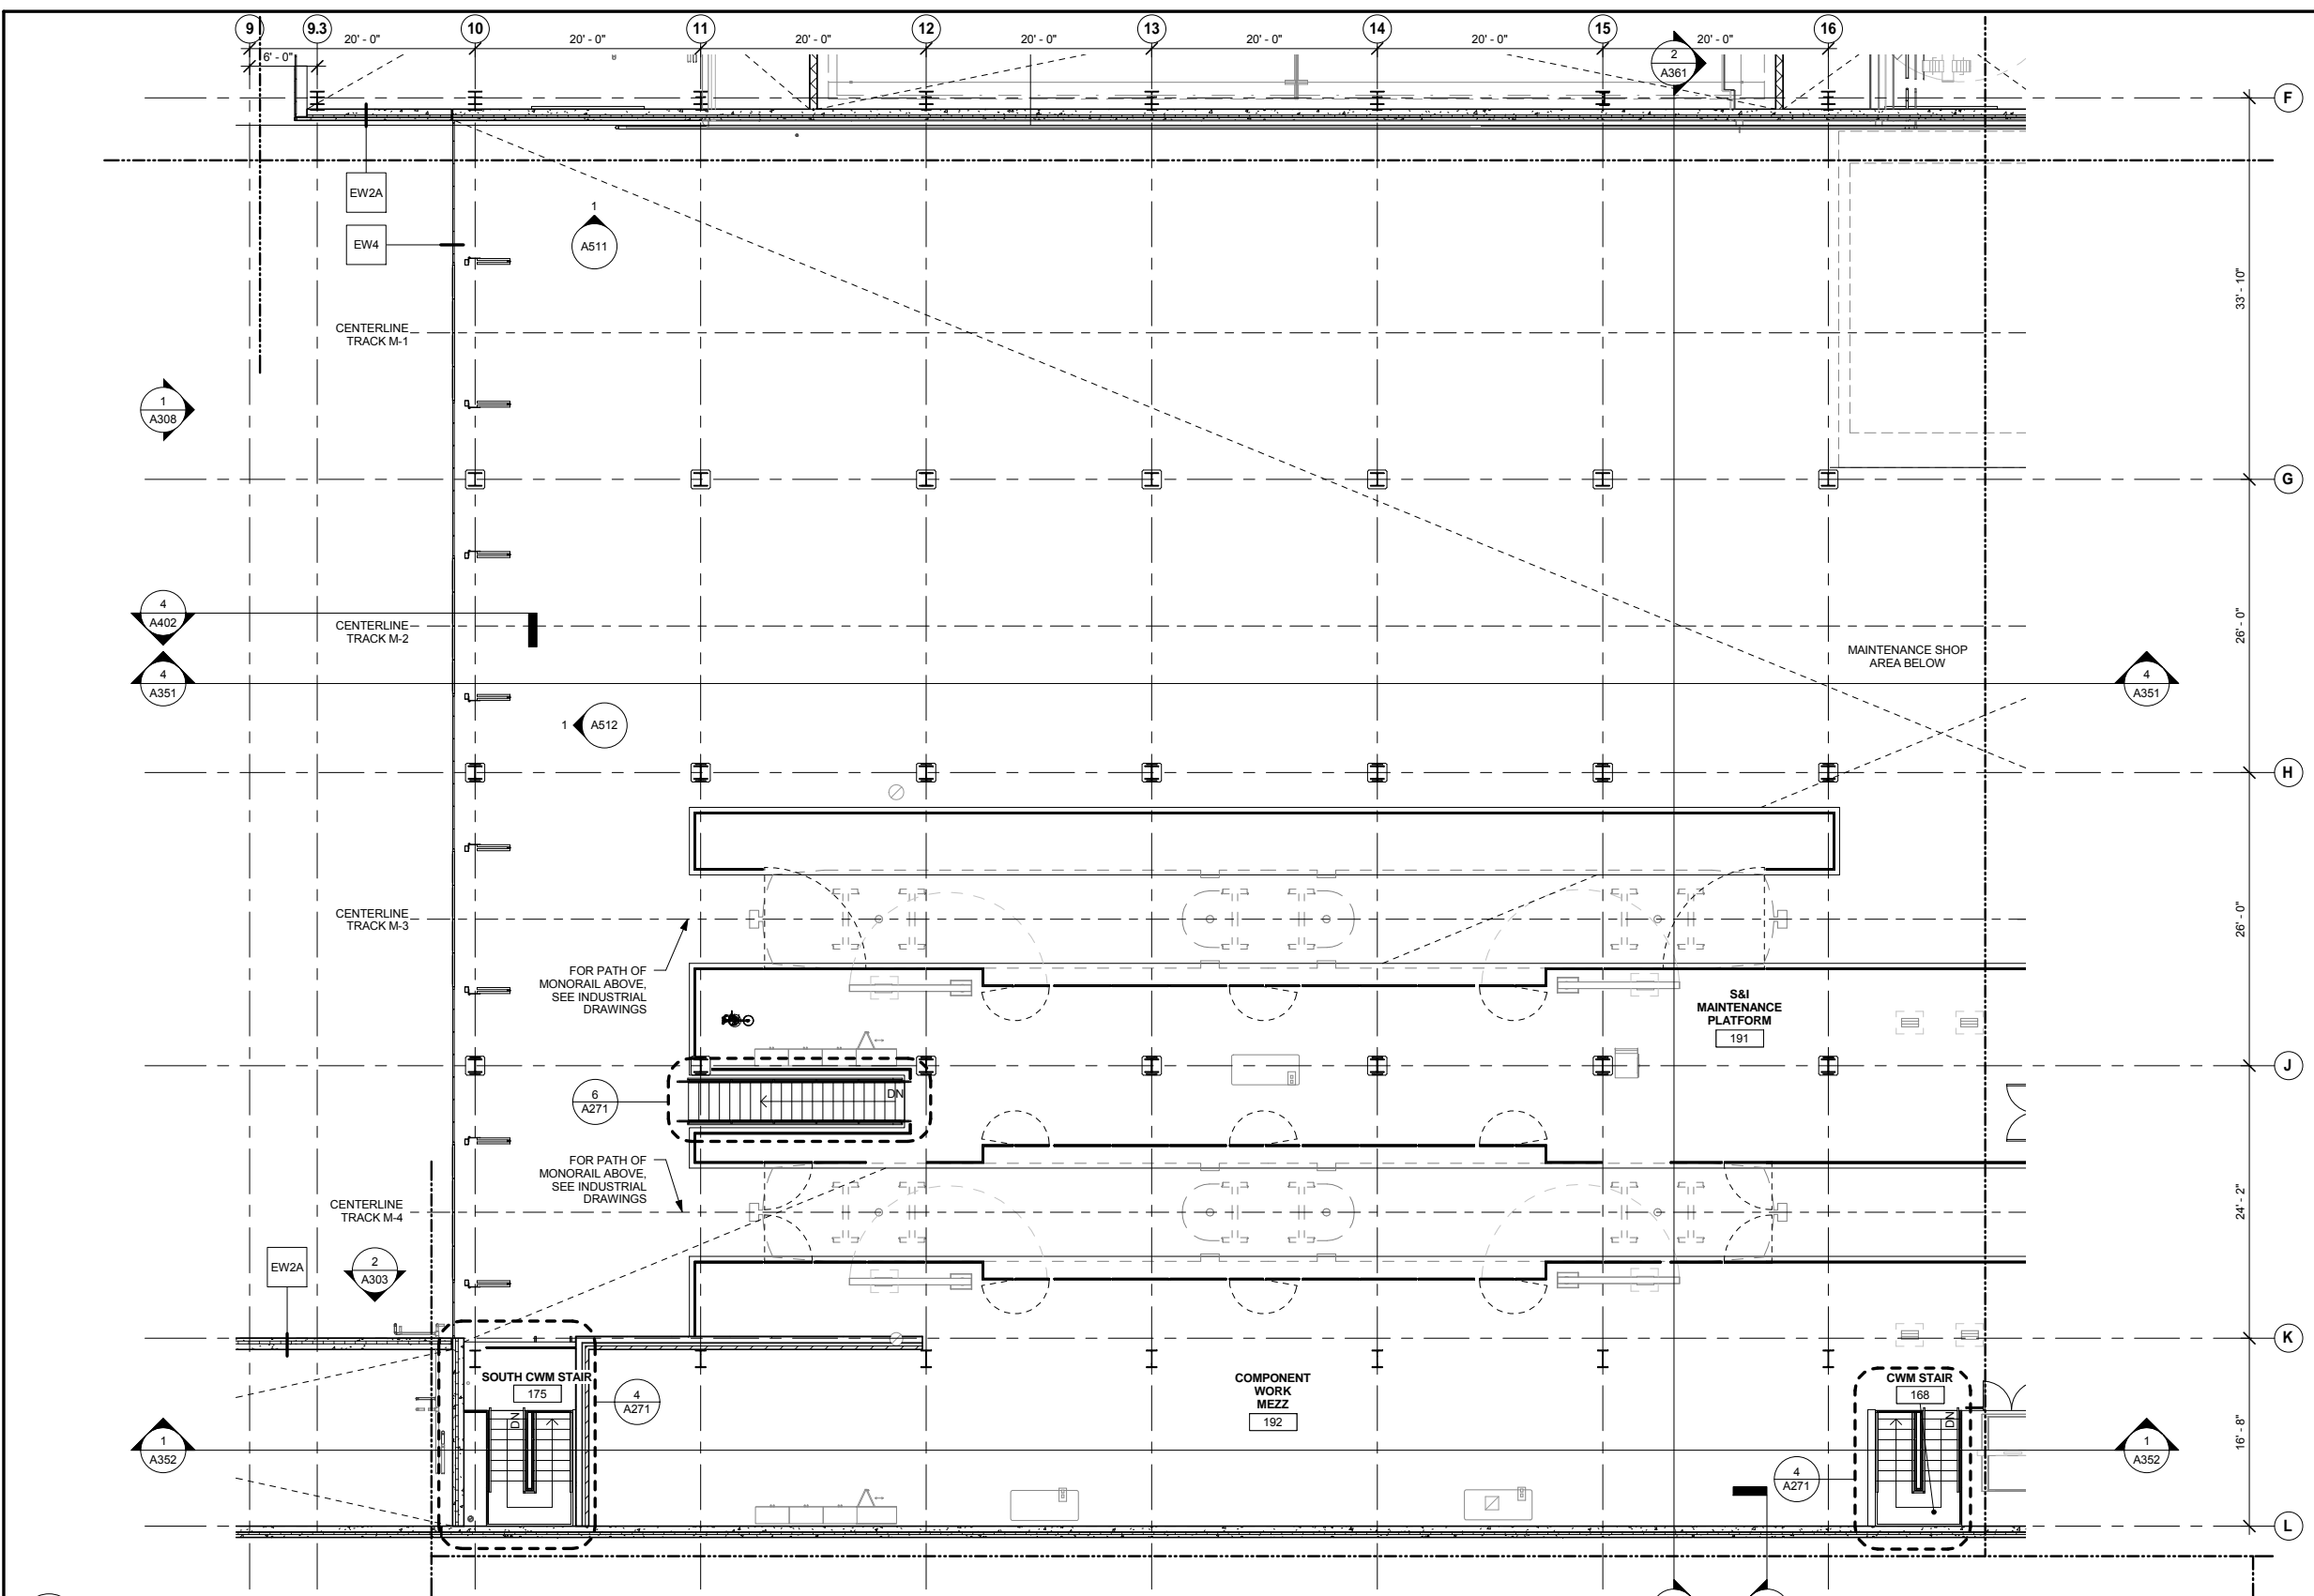 9
9.3
10
11
12
13
14
15
16
20' - 0"
20' - 0"
20' - 0"
20' - 0"
20' - 0"
20' - 0"
20' - 0"
6' - 0"
2
A361
F
EW2A
EW4
1
A511
33' - 10"
CENTERLINE
TRACK M-1
1
A308
G
4
A402
CENTERLINE
TRACK M-2
26' - 0"
MAINTENANCE SHOP
AREA BELOW
4
A351
4
A351
1
A512
H
CENTERLINE
TRACK M-3
26' - 0"
FOR PATH OF
MONORAIL ABOVE,
SEE INDUSTRIAL
DRAWINGS
S&I
MAINTENANCE
PLATFORM
191
J
6
A271
DN
FOR PATH OF
MONORAIL ABOVE,
SEE INDUSTRIAL
DRAWINGS
CENTERLINE
TRACK M-4
24' - 2"
EW2A
2
A303
K
SOUTH CWM STAIR
175
4
A271
COMPONENT
WORK
MEZZ
192
CWM STAIR
168
DN
DN
1
A352
1
A352
16' - 8"
4
A271
L